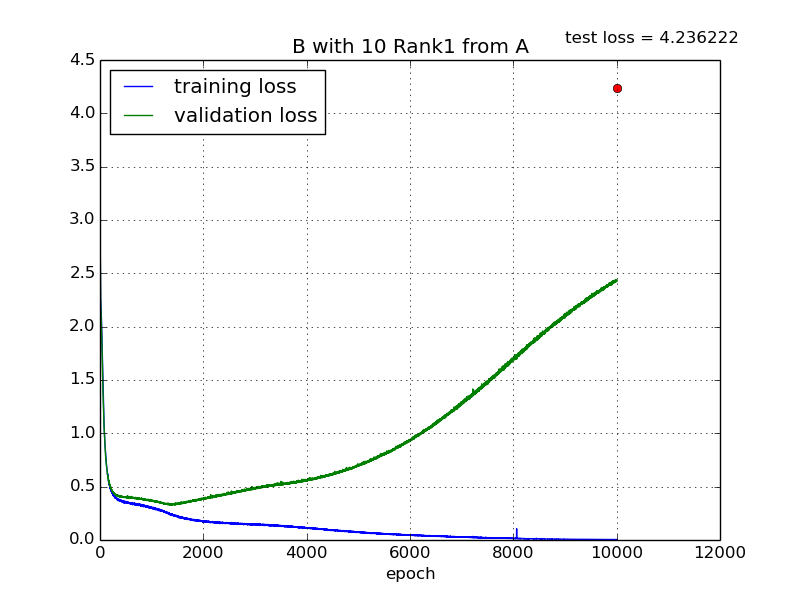 test loss = 4.236222
B with 10 Rank1 from A
training loss
validation loss
4.5
4.0
3.5
3.0
2.5
2.0
1.5
1.0
0.5
0.0
0 2000 4000 6000 8000 10000 12000
epoch